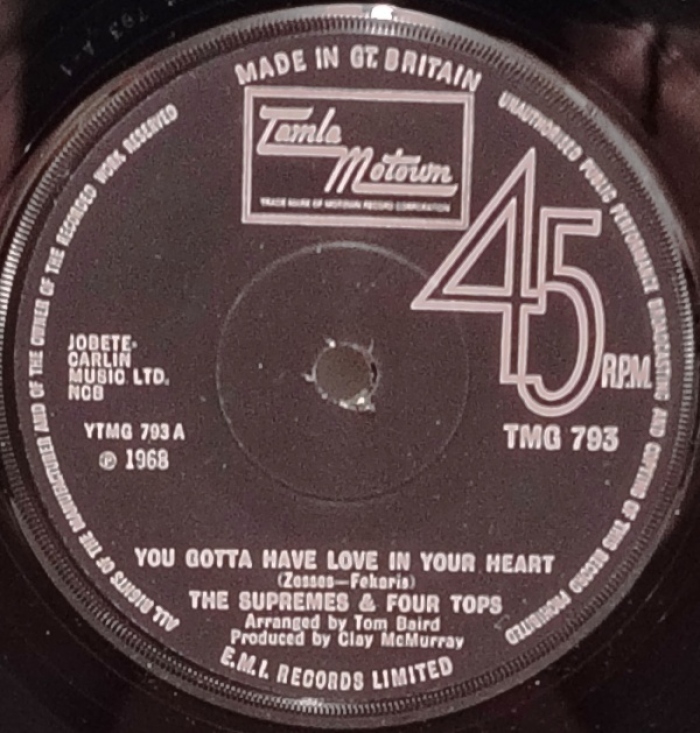 793 A-1
MADE IN GT. BRITAIN
Tamla
Motown
TRADE MARK OF MOTOWN RECORD CORPORATION
45
R.P.M.
TMG 793
JOBETE-
CARLIN
MUSIC LTD.
NCB
YTMG 793 A
℗ 1968
YOU GOTTA HAVE LOVE IN YOUR HEART
(Zesses—Fekaris)
THE SUPREMES & FOUR TOPS
Arranged by Tom Baird
Produced by Clay McMurray
E.M.I. RECORDS LIMITED
ALL RIGHTS OF THE MANUFACTURER AND OF THE OWNER OF THE RECORDED WORK RESERVED
UNAUTHORISED PUBLIC PERFORMANCE BROADCASTING AND COPYING OF THIS RECORD PROHIBITED